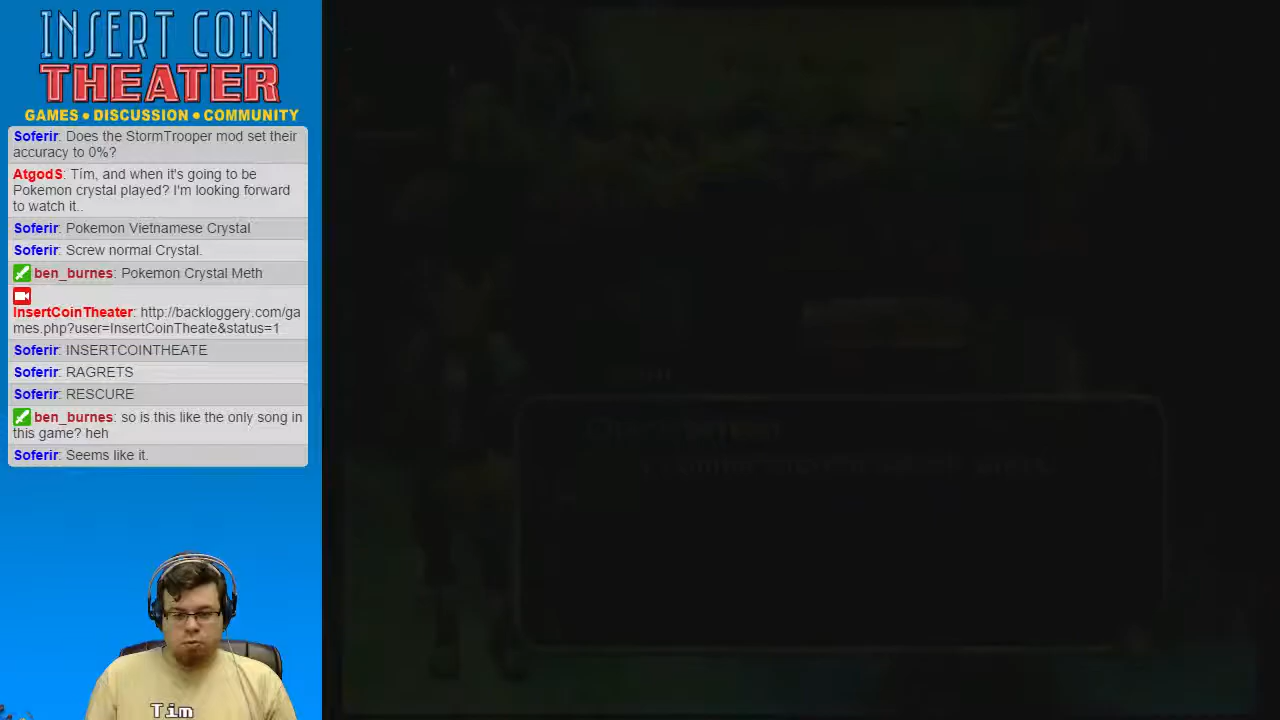 INSERT COIN
THEATER
GAMES • DISCUSSION • COMMUNITY
Soferir: Does the StormTrooper mod set their
accuracy to 0%?
AtgodS: Tím, and when it's going to be
Pokemon crystal played? I'm looking forward
to watch it..
Soferir: Pokemon Vietnamese Crystal
Soferir: Screw normal Crystal.
ben_burnes: Pokemon Crystal Meth
InsertCoinTheater: http://backloggery.com/ga
mes.php?user=InsertCoinTheate&status=1
Soferir: INSERTCOINTHEATE
Soferir: RAGRETS
Soferir: RESCURE
ben_burnes: so is this like the only song in
this game? heh
Soferir: Seems like it.
Tim